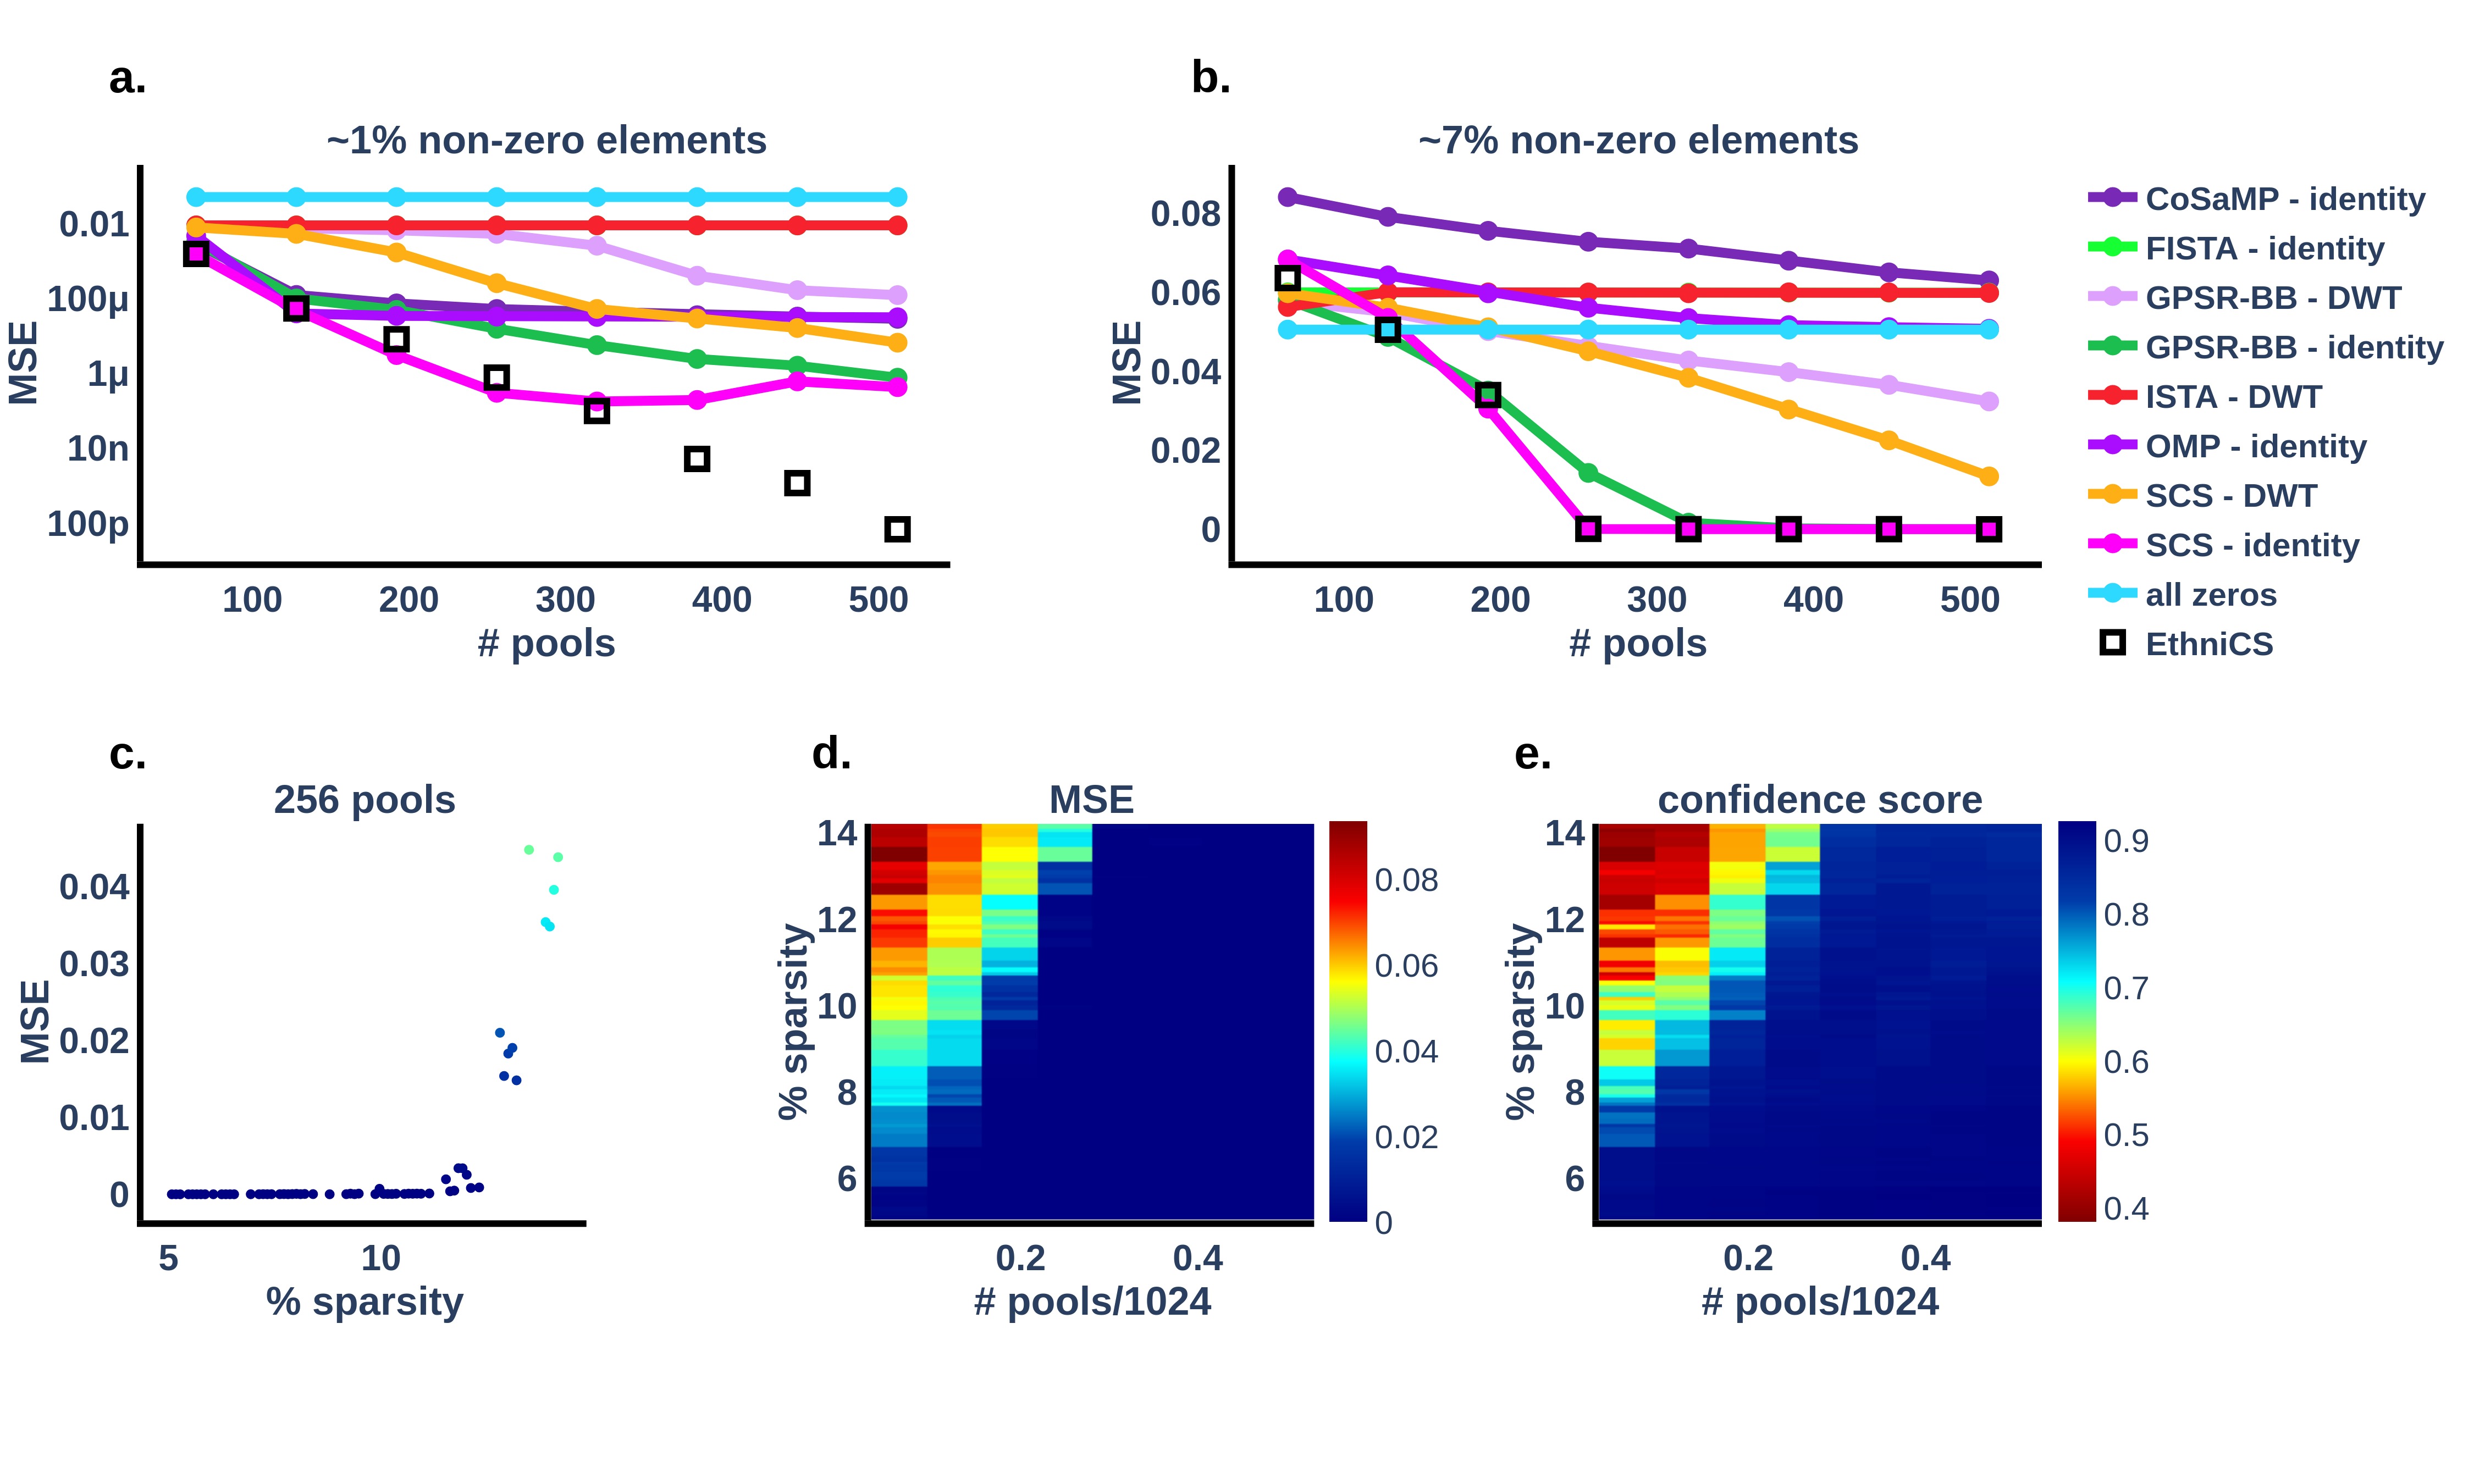 a.
~1% non-zero elements
MSE
0.01
100μ
1μ
10n
100p
100 200 300 400 500
# pools
b.
~7% non-zero elements
MSE
0.08
0.06
0.04
0.02
0
100 200 300 400 500
# pools
CoSaMP - identity
FISTA - identity
GPSR-BB - DWT
GPSR-BB - identity
ISTA - DWT
OMP - identity
SCS - DWT
SCS - identity
all zeros
EthniCS
c.
256 pools
MSE
0.04
0.03
0.02
0.01
0
5 10
% sparsity
d.
MSE
% sparsity
14
12
10
8
6
0.2 0.4
# pools/1024
0.08
0.06
0.04
0.02
0
e.
confidence score
% sparsity
14
12
10
8
6
0.2 0.4
# pools/1024
0.9
0.8
0.7
0.6
0.5
0.4